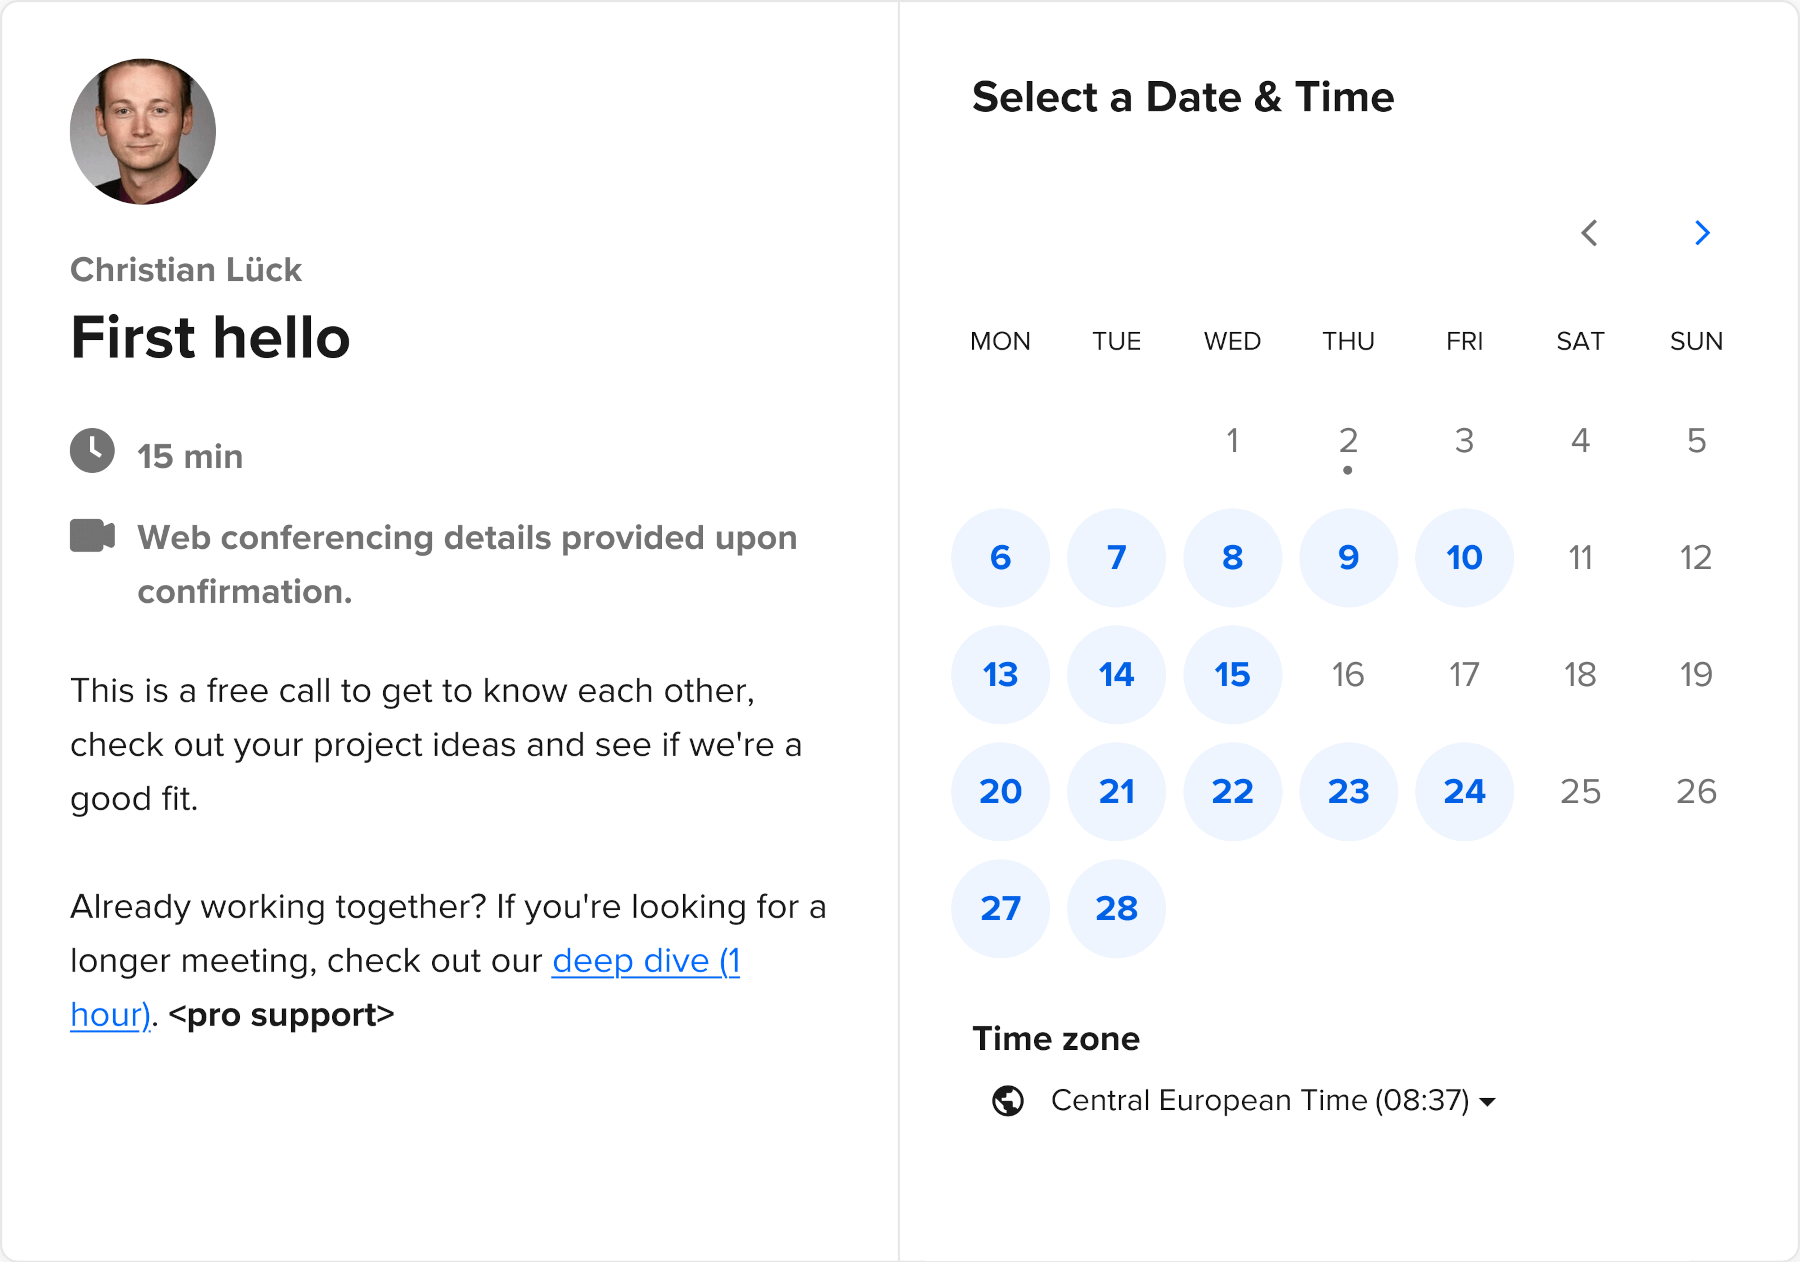 Christian Lück
First hello
15 min
Web conferencing details provided upon
confirmation.
This is a free call to get to know each other,
check out your project ideas and see if we're a
good fit.
Already working together? If you're looking for a
longer meeting, check out our deep dive (1
hour). <pro support>
Select a Date & Time
MON TUE WED THU FRI SAT SUN
1 2 3 4 5
6 7 8 9 10 11 12
13 14 15 16 17 18 19
20 21 22 23 24 25 26
27 28
Time zone
Central European Time (08:37)